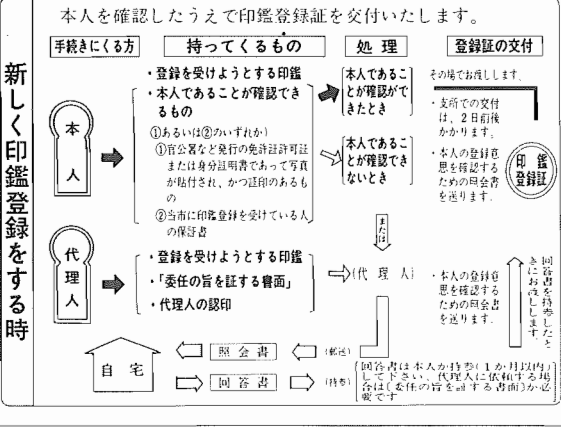 本人を確認したうえで印鑑登録証を交付いたします。
新しく印鑑登録をする時
手続きにくる方
持ってくるもの
処理
登録証の交付
本人
・登録を受けようとする印鑑
・本人であることが確認でき
るもの
(①あるいは②のいずれか)
①官公署など発行の免許証許可証
または身分証明書であって写真
が貼付され、かつ証印のあるも
の
②当市に印鑑登録を受けている人
の保証書
本人であるこ
とが確認がで
きたとき
本人であるこ
とが確認でき
ないとき
その場でお渡しします。
・支所での交付
は、2日前後
かかります。
・本人の登録意
思を確認する
ための照会書
を送ります。
印鑑
登録証
または
代理人
・登録を受けようとする印鑑
・「委任の旨を証する書面」
・代理人の認印
(代理人)
・本人の登録意
思を確認する
ための照会書
を送ります。
回答書を持参したと
きにお渡しします。
自宅
照会書
(郵送)
回答書
(持参)
回答書は本人が持参(1か月以内)
して下さい、代理人に依頼する場
合は〔委任の旨を証する書面〕が必
要です